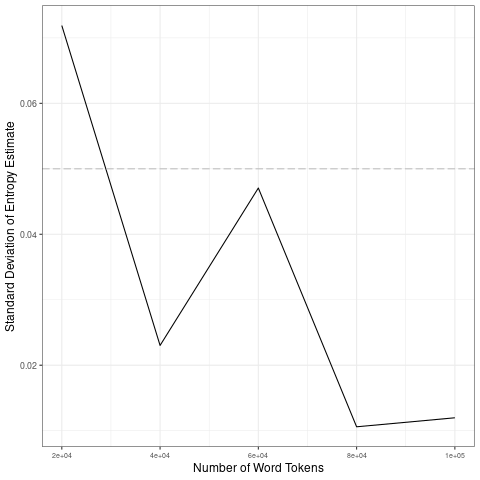 Standard Deviation of Entropy Estimate
0.06
0.04
0.02
2e+04 4e+04 6e+04 8e+04 1e+05
Number of Word Tokens